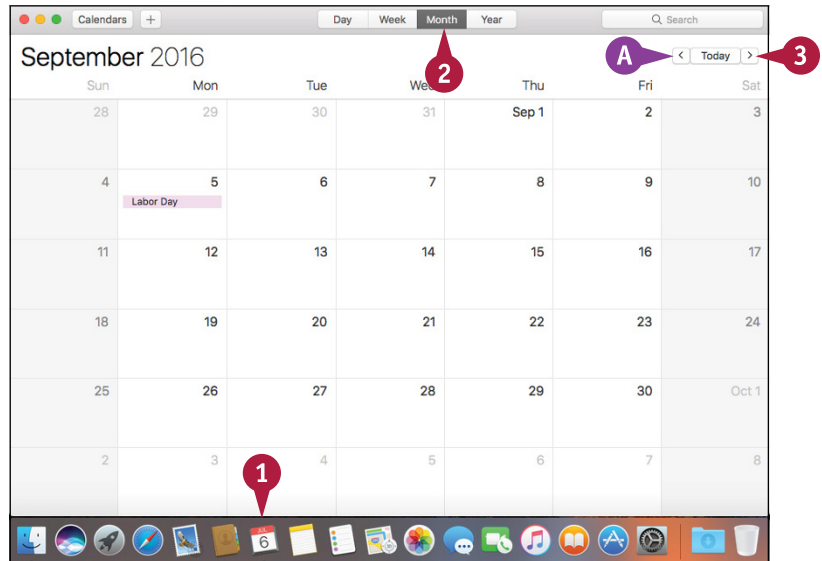 Calendars + Day Week Month Year Search
September 2016
A < Today > 3
2
Sun Mon Tue Wed Thu Fri Sat
28 29 30 31 Sep 1 2 3
4 5 6 7 8 9 10
Labor Day
11 12 13 14 15 16 17
18 19 20 21 22 23 24
25 26 27 28 29 30 Oct 1
2 3 4 5 6 7 8
1
JUL
6